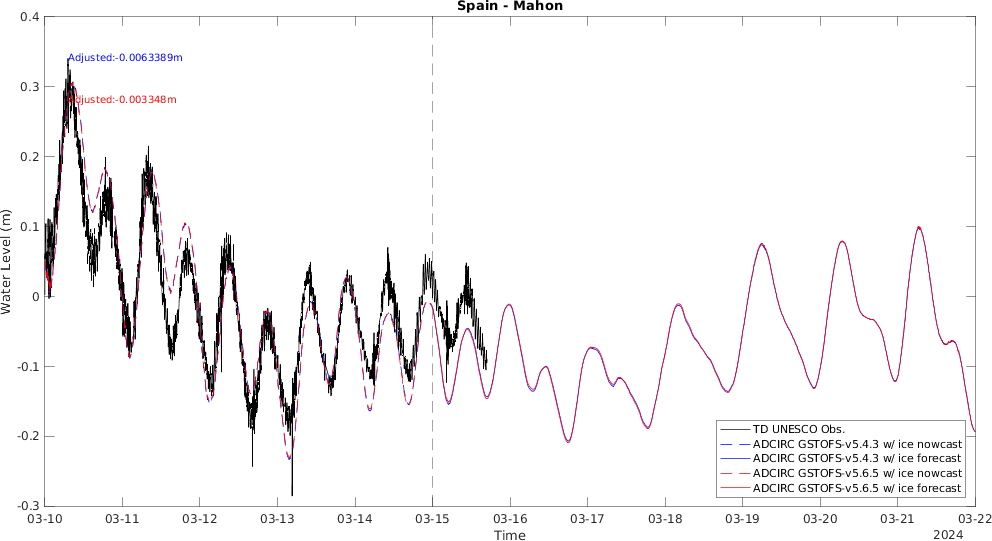 Spain - Mahon
0.4
0.3
0.2
0.1
0
-0.1
-0.2
-0.3
Water Level (m)
Adjusted:-0.0063389m
Adjusted:-0.003348m
TD UNESCO Obs.
ADCIRC GSTOFS-v5.4.3 w/ ice nowcast
ADCIRC GSTOFS-v5.4.3 w/ ice forecast
ADCIRC GSTOFS-v5.6.5 w/ ice nowcast
ADCIRC GSTOFS-v5.6.5 w/ ice forecast
03-10 03-11 03-12 03-13 03-14 03-15 03-16 03-17 03-18 03-19 03-20 03-21 03-22
Time
2024